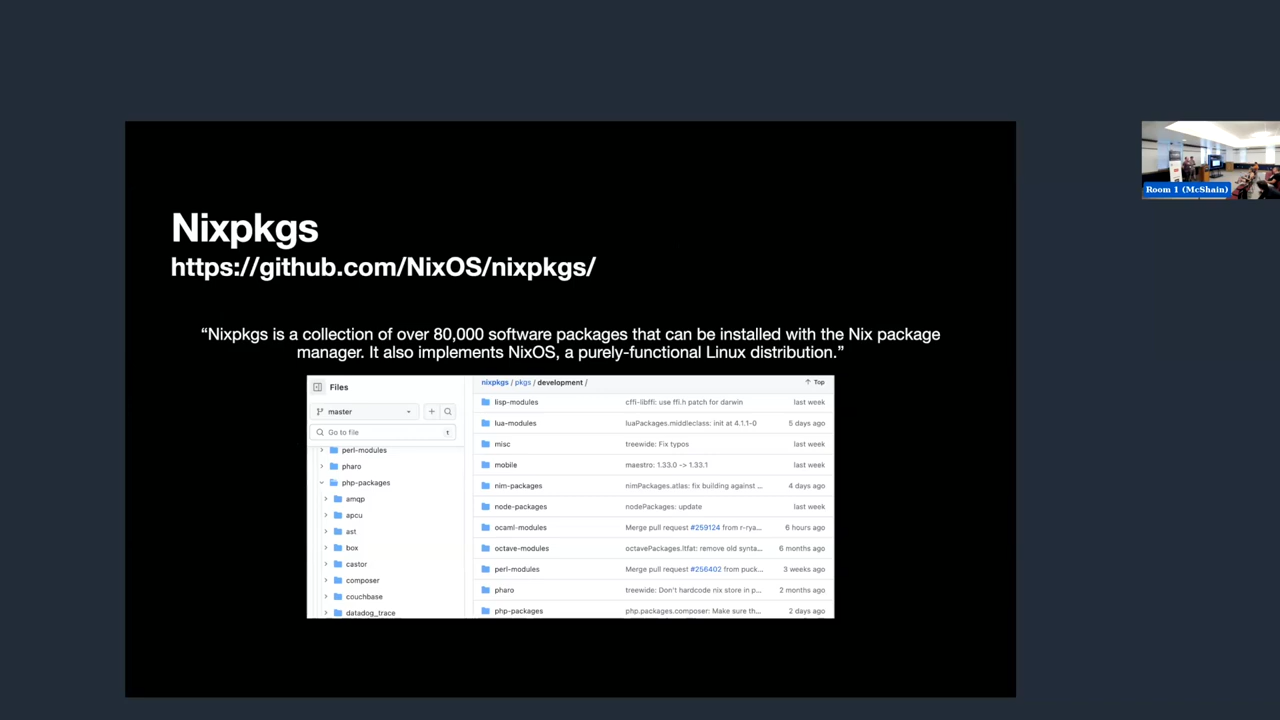 Nixpkgs
https://github.com/NixOS/nixpkgs/
“Nixpkgs is a collection of over 80,000 software packages that can be installed with the Nix package
manager. It also implements NixOS, a purely-functional Linux distribution.”
Files
master
Go to file
t
perl-modules
pharo
php-packages
amqp
apcu
ast
box
castor
composer
couchbase
datadog_trace
nixpkgs / pkgs / development /
Top
lisp-modules cffi-libffi: use ffi.h patch for darwin last week
lua-modules luaPackages.middleclass: init at 4.1.1-0 5 days ago
misc treewide: Fix typos last week
mobile maestro: 1.33.0 -> 1.33.1 last week
nim-packages nimPackages.atlas: fix building against ... 4 days ago
node-packages nodePackages: update last week
ocaml-modules Merge pull request #259124 from r-rya... 6 hours ago
octave-modules octavePackages.ltfat: remove old synta... 6 months ago
perl-modules Merge pull request #256402 from puck... 3 weeks ago
pharo treewide: Don't hardcode nix store in p... 2 months ago
php-packages php.packages.composer: Make sure th... 2 days ago
Room 1 (McShain)